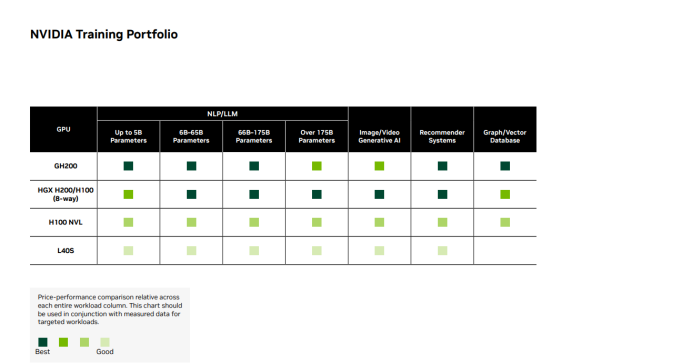 NVIDIA Training Portfolio
NLP/LLM
GPU
Up to 5B
Parameters
6B-65B
Parameters
66B-175B
Parameters
Over 175B
Parameters
Image/Video
Generative AI
Recommender
Systems
Graph/Vector
Database
GH200
HGX H200/H100
(8-way)
H100 NVL
L40S
Price-performance comparison relative across
each entire workload column. This chart should
be used in conjunction with measured data for
targeted workloads.
Best Good